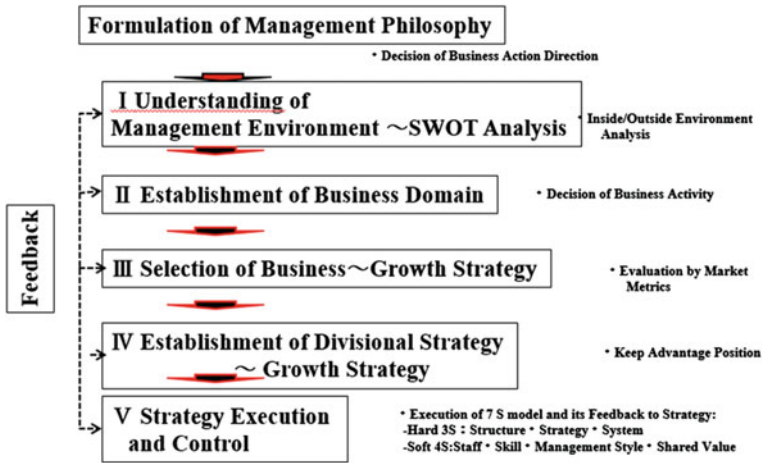 Formulation of Management Philosophy
・Decision of Business Action Direction
Ⅰ Understanding of
Management Environment ～SWOT Analysis
・Inside/Outside Environment
Analysis
Ⅱ Establishment of Business Domain
・Decision of Business Activity
Feedback
Ⅲ Selection of Business～Growth Strategy
・Evaluation by Market
Metrics
Ⅳ Establishment of Divisional Strategy
～ Growth Strategy
・Keep Advantage Position
Ⅴ Strategy Execution
and Control
・Execution of 7 S model and its Feedback to Strategy:
-Hard 3S：Structure・Strategy・System
-Soft 4S:Staff・Skill・Management Style・Shared Value